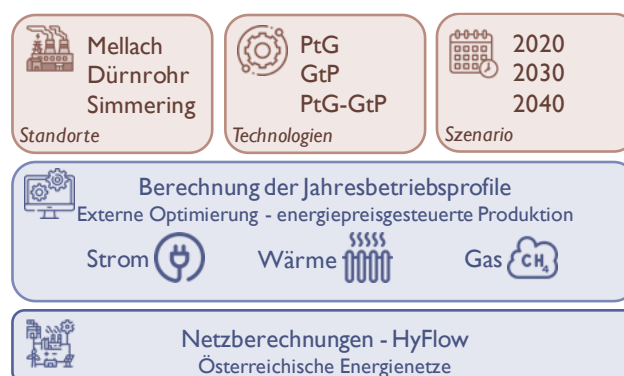 Mellach
Dürnrohr
Simmering
Standorte
PtG
GtP
PtG-GtP
Technologien
2020
2030
2040
Szenario
Berechnung der Jahresbetriebsprofile
Externe Optimierung - energiepreisgesteuerte Produktion
Strom
Wärme
Gas
CH4
Netzberechnungen - HyFlow
Österreichische Energienetze